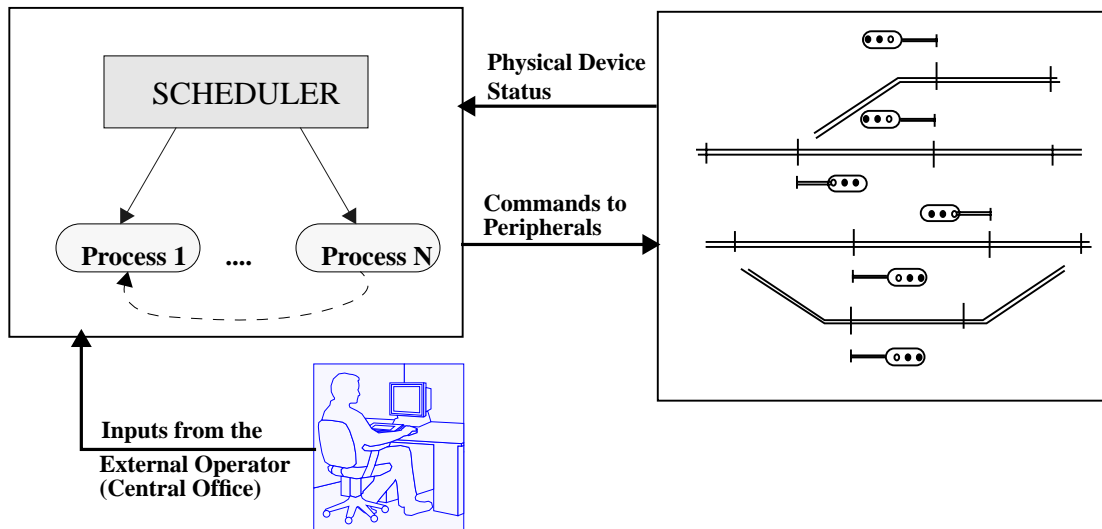 SCHEDULER
Process 1
....
Process N
Physical Device
Status
Commands to
Peripherals
Inputs from the
External Operator
(Central Office)